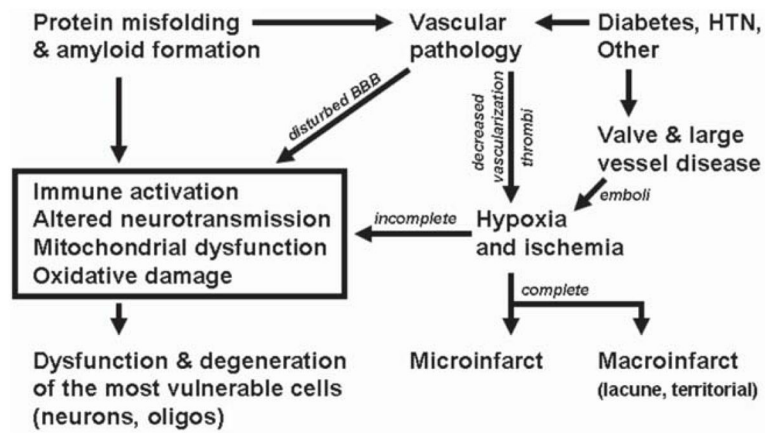 Protein misfolding
& amyloid formation
Vascular
pathology
Diabetes, HTN,
Other
disturbed BBB
decreased
vascularization
thrombi
Valve & large
vessel disease
emboli
Immune activation
Altered neurotransmission
Mitochondrial dysfunction
Oxidative damage
incomplete
Hypoxia
and ischemia
complete
Dysfunction & degeneration
of the most vulnerable cells
(neurons, oligos)
Microinfarct
Macroinfarct
(lacune, territorial)